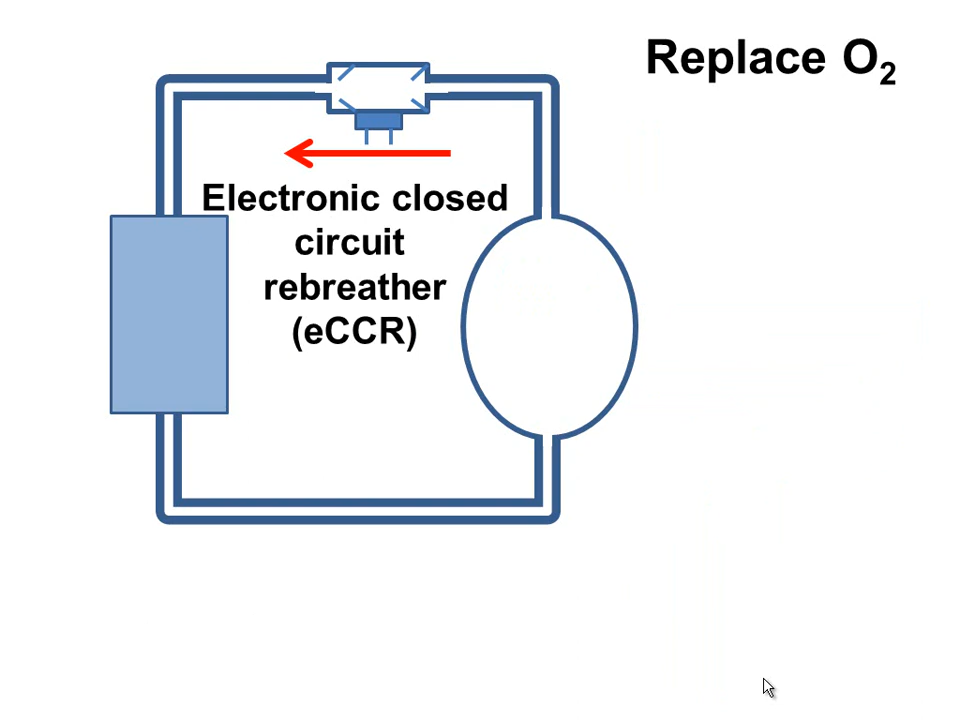 Replace O₂
Electronic closed
circuit
rebreather
(eCCR)